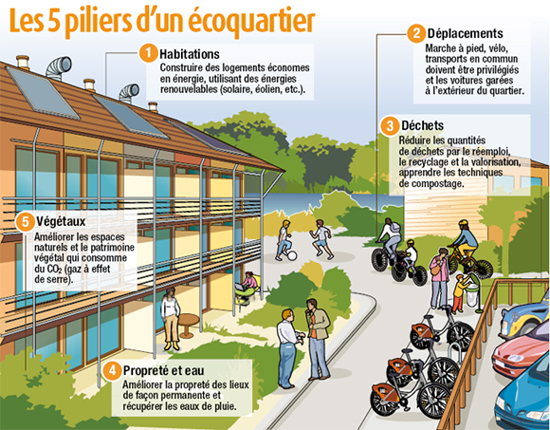 Les 5 piliers d'un écoquartier
1 Habitations
Construire des logements économes
en énergie, utilisant des énergies
renouvelables (solaire, éolien, etc.).
2 Déplacements
Marche à pied, vélo,
transports en commun
doivent être privilégiés
et les voitures garées
à l'extérieur du quartier.
3 Déchets
Réduire les quantités
de déchets par le réemploi,
le recyclage et la valorisation,
apprendre les techniques
de compostage.
5 Végétaux
Améliorer les espaces
naturels et le patrimoine
végétal qui consomme
du CO₂ (gaz à effet
de serre).
4 Propreté et eau
Améliorer la propreté des lieux
de façon permanente et
récupérer les eaux de pluie.